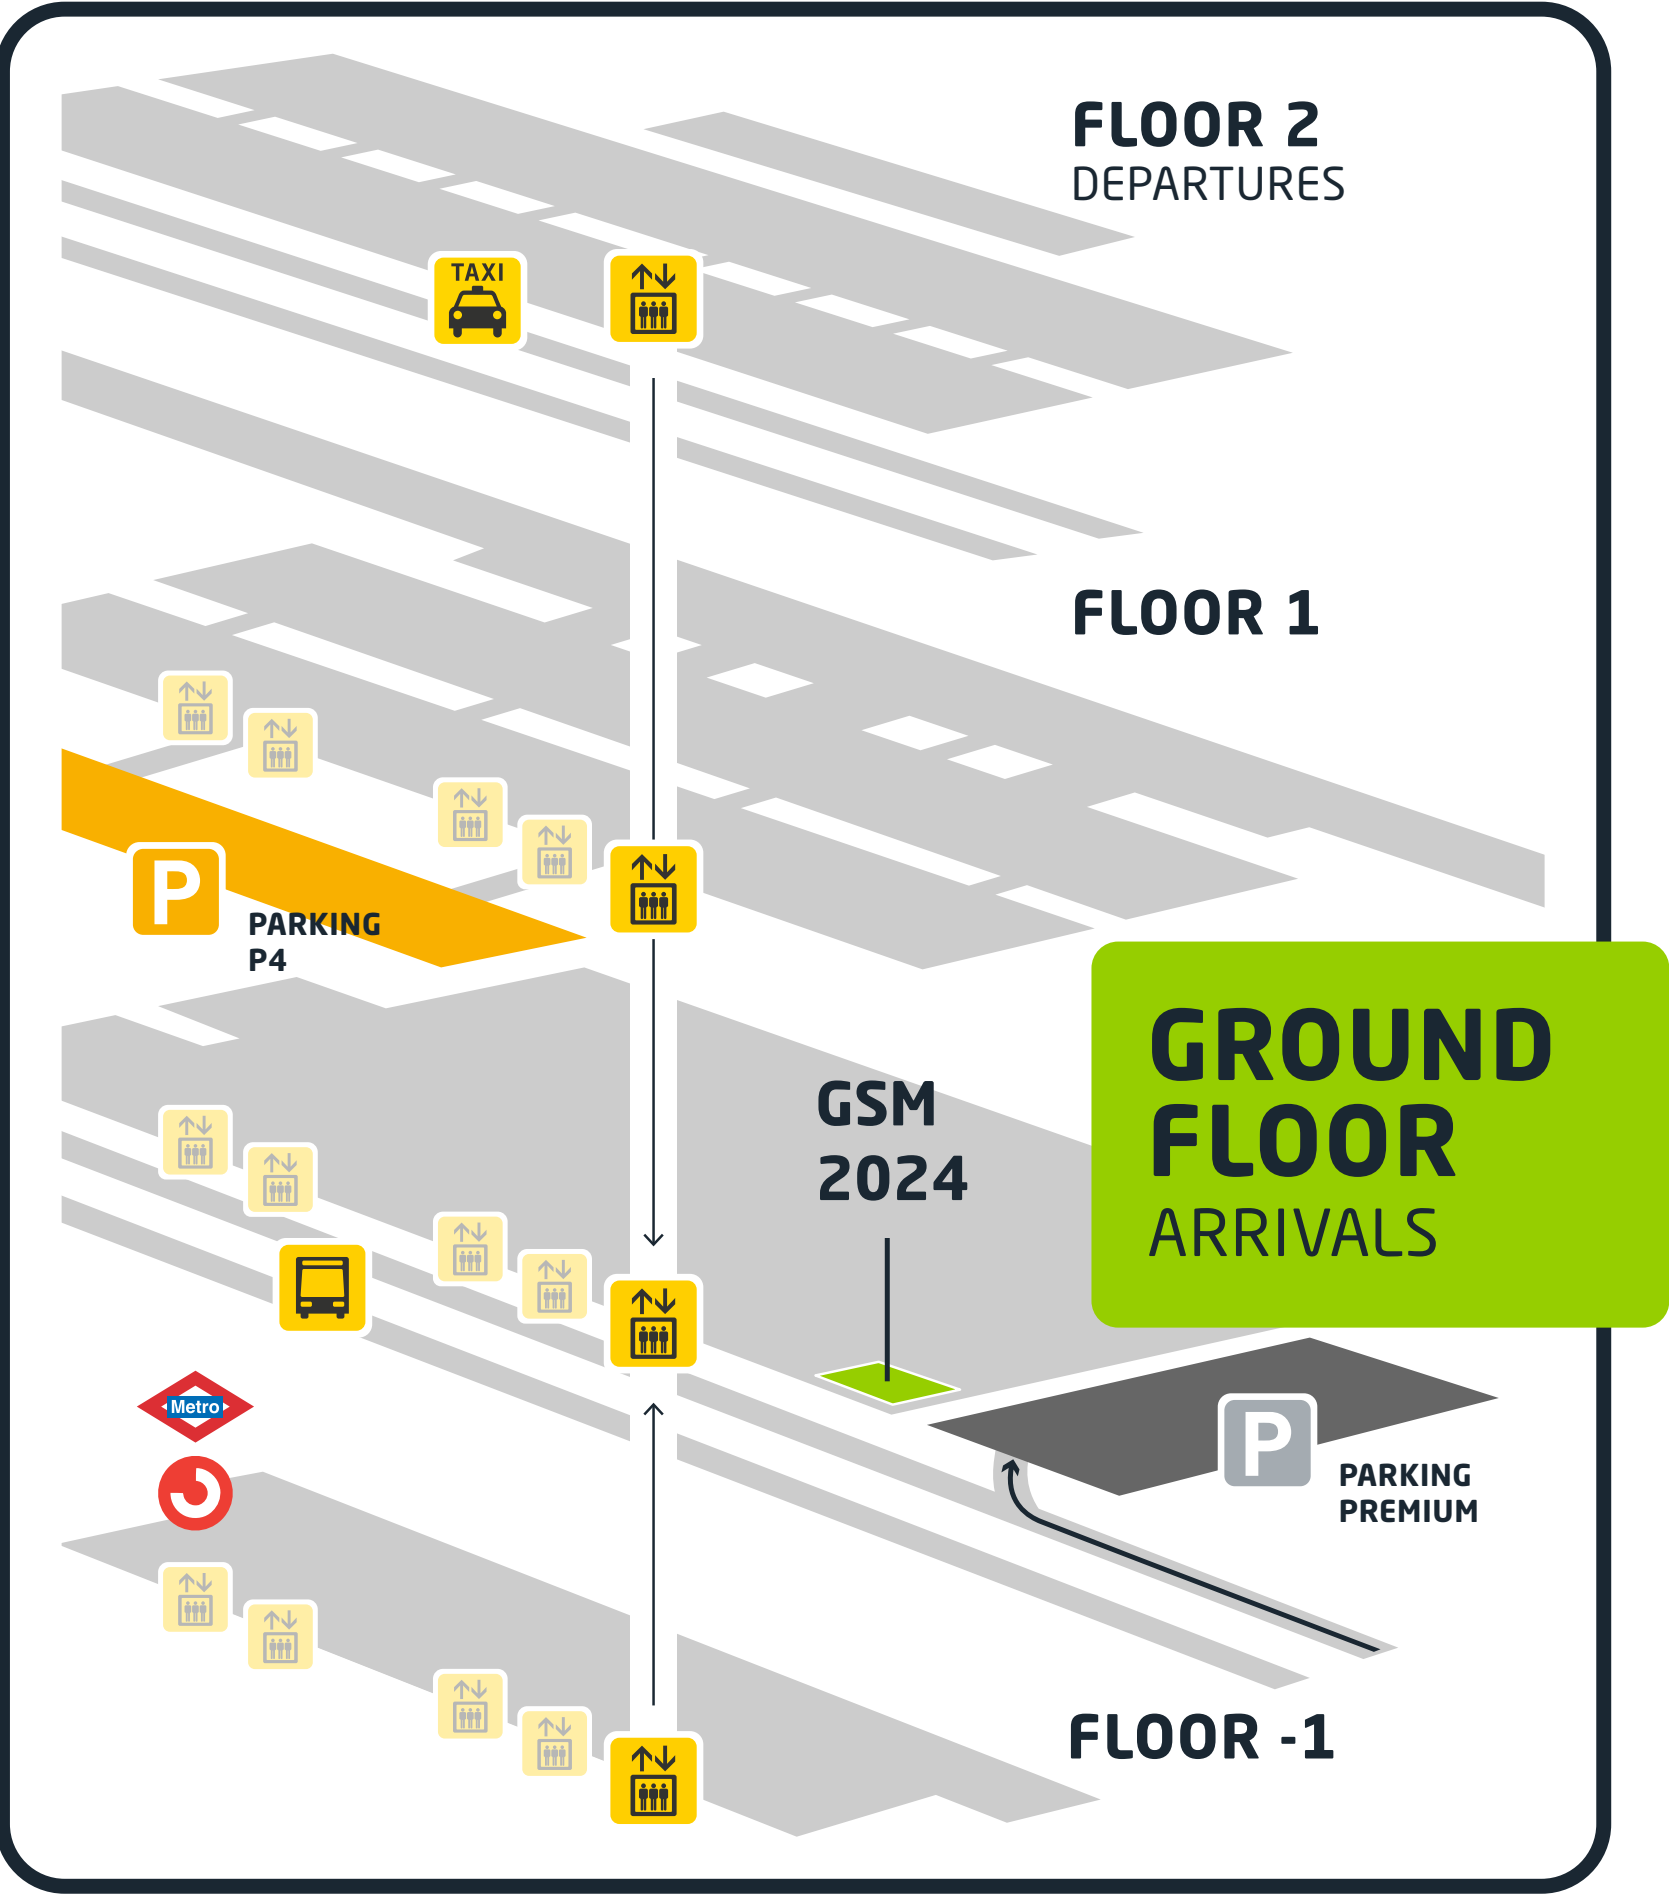 FLOOR 2
DEPARTURES
TAXI
FLOOR 1
P
PARKING
P4
GROUND
FLOOR
ARRIVALS
GSM
2024
Metro
P
PARKING
PREMIUM
FLOOR -1